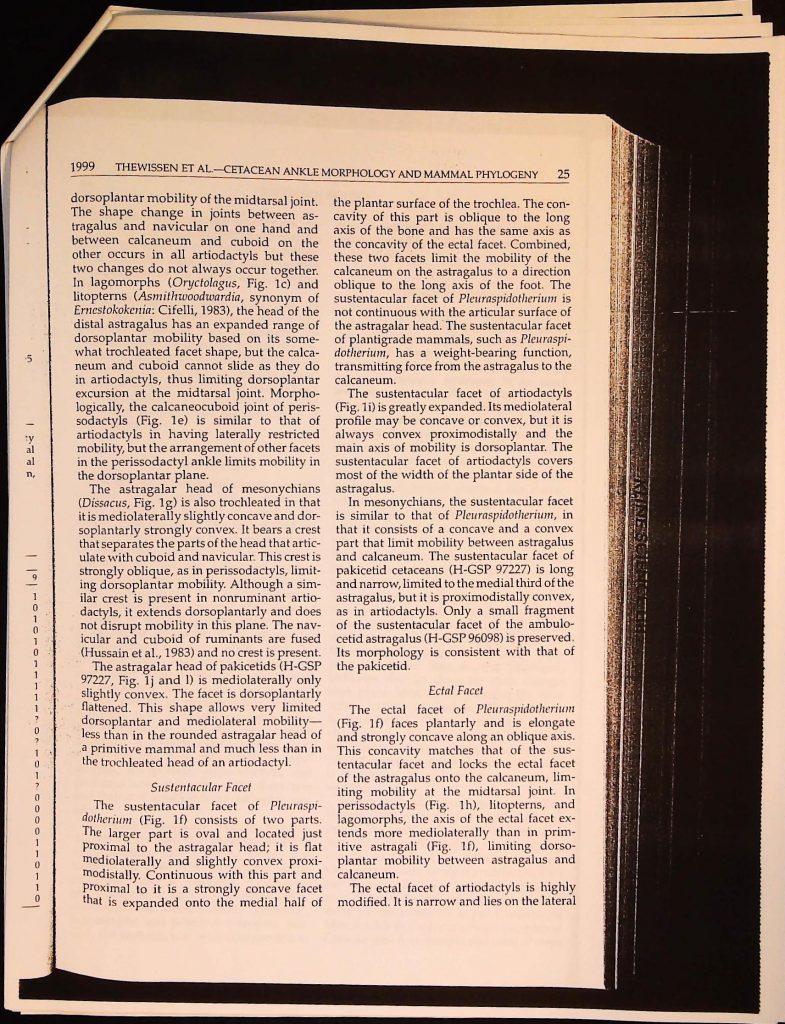 1999 THEWISSEN ET AL.—CETACEAN ANKLE MORPHOLOGY AND MAMMAL PHYLOGENY 25
dorsoplantar mobility of the midtarsal joint.
The shape change in joints between as-
tragalus and navicular on one hand and
between calcaneum and cuboid on the
other occurs in all artiodactyls but these
two changes do not always occur together.
In lagomorphs (Oryctolagus, Fig. 1c) and
litopterns (Asmithwoodwardia, synonym of
Ernestokokenia: Cifelli, 1983), the head of the
distal astragalus has an expanded range of
dorsoplantar mobility based on its some-
what trochleated facet shape, but the calca-
neum and cuboid cannot slide as they do
in artiodactyls, thus limiting dorsoplantar
excursion at the midtarsal joint. Morpho-
logically, the calcaneocuboid joint of peris-
sodactyls (Fig. 1e) is similar to that of
artiodactyls in having laterally restricted
mobility, but the arrangement of other facets
in the perissodactyl ankle limits mobility in
the dorsoplantar plane.
The astragalar head of mesonychians
(Dissacus, Fig. 1g) is also trochleated in that
it is mediolaterally slightly concave and dor-
soplantarly strongly convex. It bears a crest
that separates the parts of the head that artic-
ulate with cuboid and navicular. This crest is
strongly oblique, as in perissodactyls, limit-
ing dorsoplantar mobility. Although a sim-
ilar crest is present in nonruminant artio-
dactyls, it extends dorsoplantarly and does
not disrupt mobility in this plane. The nav-
icular and cuboid of ruminants are fused
(Hussain et al., 1983) and no crest is present.
The astragalar head of pakicetids (H-GSP
97227, Fig. 1j and l) is mediolaterally only
slightly convex. The facet is dorsoplantarly
flattened. This shape allows very limited
dorsoplantar and mediolateral mobility—
less than in the rounded astragalar head of
a primitive mammal and much less than in
the trochleated head of an artiodactyl.
Sustentacular Facet
The sustentacular facet of Pleuraspi-
dotherium (Fig. 1f) consists of two parts.
The larger part is oval and located just
proximal to the astragalar head; it is flat
mediolaterally and slightly convex proxi-
modistally. Continuous with this part and
proximal to it is a strongly concave facet
that is expanded onto the medial half of
the plantar surface of the trochlea. The con-
cavity of this part is oblique to the long
axis of the bone and has the same axis as
the concavity of the ectal facet. Combined,
these two facets limit the mobility of the
calcaneum on the astragalus to a direction
oblique to the long axis of the foot. The
sustentacular facet of Pleuraspidotherium is
not continuous with the articular surface of
the astragalar head. The sustentacular facet
of plantigrade mammals, such as Pleuraspi-
dotherium, has a weight-bearing function,
transmitting force from the astragalus to the
calcaneum.
The sustentacular facet of artiodactyls
(Fig. 1i) is greatly expanded. Its mediolateral
profile may be concave or convex, but it is
always convex proximodistally and the
main axis of mobility is dorsoplantar. The
sustentacular facet of artiodactyls covers
most of the width of the plantar side of the
astragalus.
In mesonychians, the sustentacular facet
is similar to that of Pleuraspidotherium, in
that it consists of a concave and a convex
part that limit mobility between astragalus
and calcaneum. The sustentacular facet of
pakicetid cetaceans (H-GSP 97227) is long
and narrow, limited to the medial third of the
astragalus, but it is proximodistally convex,
as in artiodactyls. Only a small fragment
of the sustentacular facet of the ambulo-
cetid astragalus (H-GSP 96098) is preserved.
Its morphology is consistent with that of
the pakicetid.
Ectal Facet
The ectal facet of Pleuraspidotherium
(Fig. 1f) faces plantarly and is elongate
and strongly concave along an oblique axis.
This concavity matches that of the sus-
tentacular facet and locks the ectal facet
of the astragalus onto the calcaneum, lim-
iting mobility at the midtarsal joint. In
perissodactyls (Fig. 1h), litopterns, and
lagomorphs, the axis of the ectal facet ex-
tends more mediolaterally than in prim-
itive astragali (Fig. 1f), limiting dorso-
plantar mobility between astragalus and
calcaneum.
The ectal facet of artiodactyls is highly
modified. It is narrow and lies on the lateral